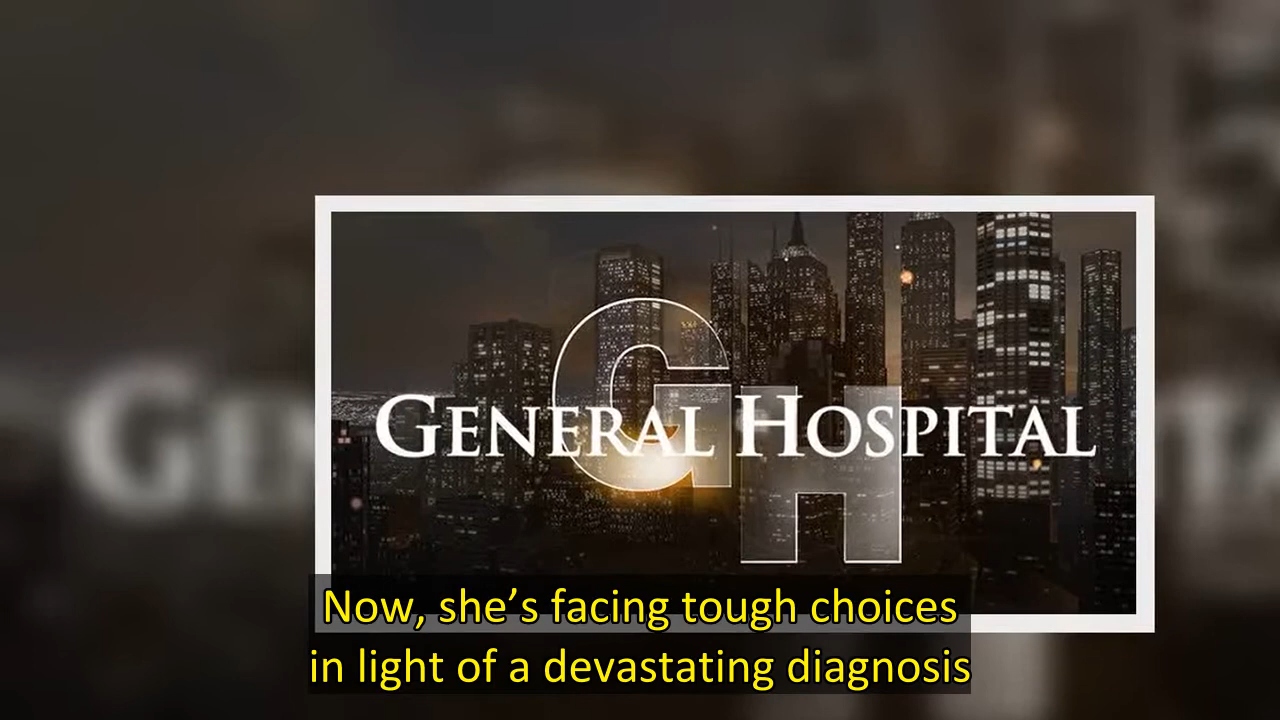 GH
GENERAL HOSPITAL
Now, she’s facing tough choices
in light of a devastating diagnosis